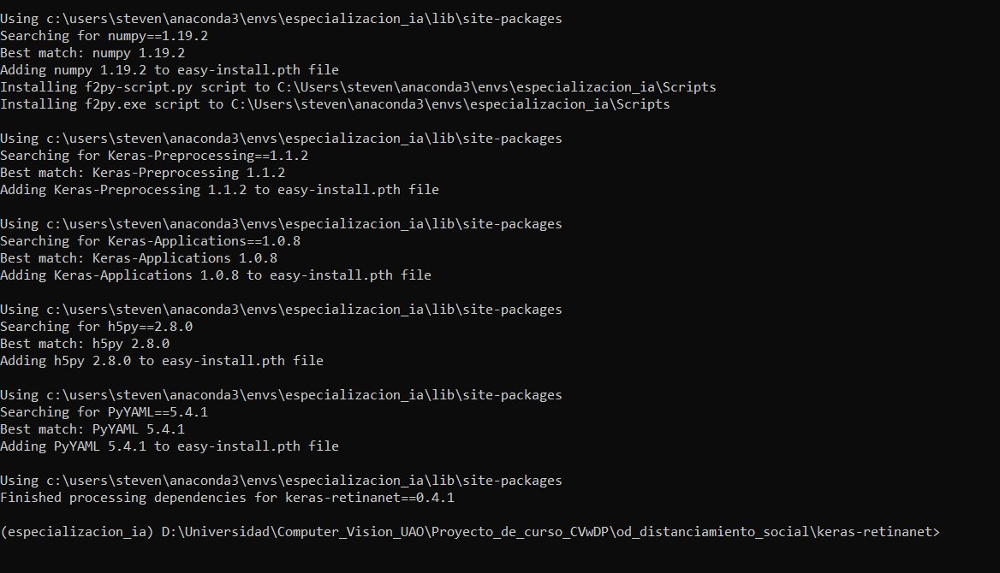 Using c:\users\steven\anaconda3\envs\especializacion_ia\lib\site-packages
Searching for numpy==1.19.2
Best match: numpy 1.19.2
Adding numpy 1.19.2 to easy-install.pth file
Installing f2py-script.py script to C:\Users\steven\anaconda3\envs\especializacion_ia\Scripts
Installing f2py.exe script to C:\Users\steven\anaconda3\envs\especializacion_ia\Scripts
Using c:\users\steven\anaconda3\envs\especializacion_ia\lib\site-packages
Searching for Keras-Preprocessing==1.1.2
Best match: Keras-Preprocessing 1.1.2
Adding Keras-Preprocessing 1.1.2 to easy-install.pth file
Using c:\users\steven\anaconda3\envs\especializacion_ia\lib\site-packages
Searching for Keras-Applications==1.0.8
Best match: Keras-Applications 1.0.8
Adding Keras-Applications 1.0.8 to easy-install.pth file
Using c:\users\steven\anaconda3\envs\especializacion_ia\lib\site-packages
Searching for h5py==2.8.0
Best match: h5py 2.8.0
Adding h5py 2.8.0 to easy-install.pth file
Using c:\users\steven\anaconda3\envs\especializacion_ia\lib\site-packages
Searching for PyYAML==5.4.1
Best match: PyYAML 5.4.1
Adding PyYAML 5.4.1 to easy-install.pth file
Using c:\users\steven\anaconda3\envs\especializacion_ia\lib\site-packages
Finished processing dependencies for keras-retinanet==0.4.1
(especializacion_ia) D:\Universidad\Computer_Vision_UAO\Proyecto_de_curso_CVwDP\od_distanciamiento_social\keras-retinanet>